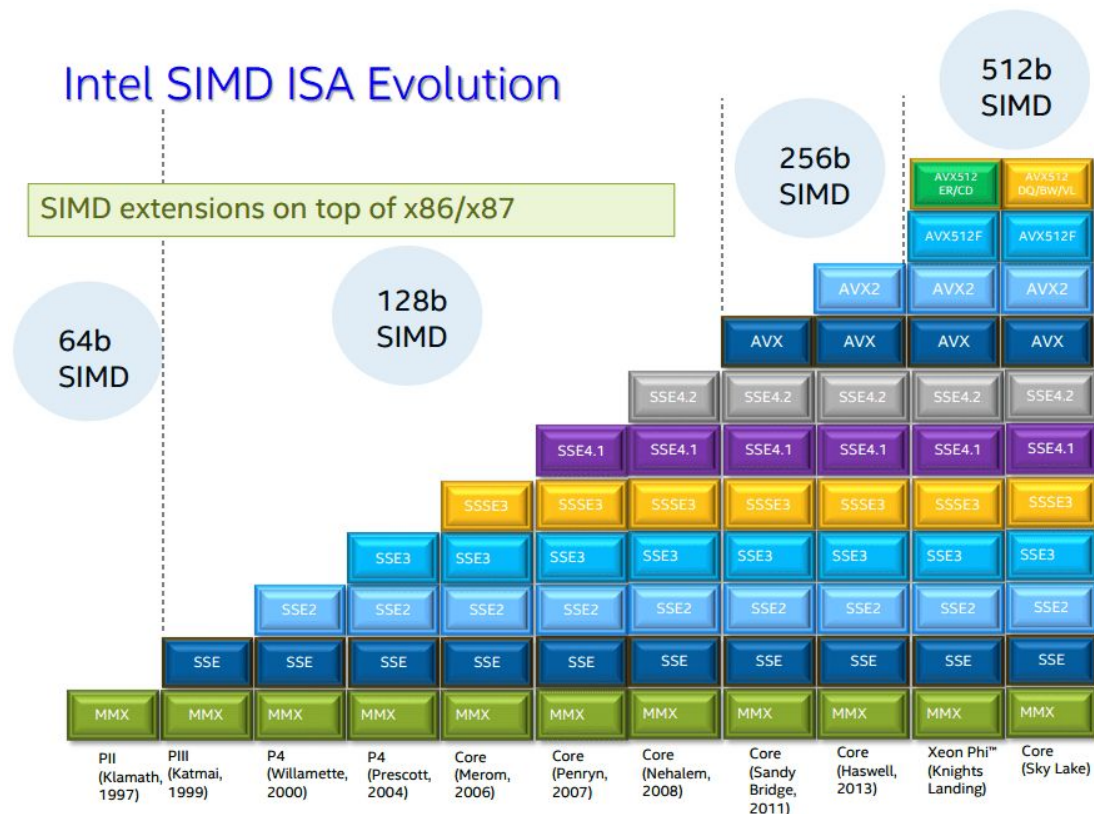 Intel SIMD ISA Evolution
512b
SIMD
256b
SIMD
SIMD extensions on top of x86/x87
128b
SIMD
64b
SIMD
AVX512
ER/CD
AVX512
DQ/BW/VL
AVX512F AVX512F
AVX2 AVX2 AVX2
AVX AVX AVX AVX
SSE4.2 SSE4.2 SSE4.2 SSE4.2 SSE4.2
SSE4.1 SSE4.1 SSE4.1 SSE4.1 SSE4.1 SSE4.1
SSSE3 SSSE3 SSSE3 SSSE3 SSSE3 SSSE3 SSSE3
SSE3 SSE3 SSE3 SSE3 SSE3 SSE3 SSE3 SSE3
SSE2 SSE2 SSE2 SSE2 SSE2 SSE2 SSE2 SSE2 SSE2
SSE SSE SSE SSE SSE SSE SSE SSE SSE SSE
MMX MMX MMX MMX MMX MMX MMX MMX MMX MMX MMX
PII
(Klamath,
1997)
PIII
(Katmai,
1999)
P4
(Willamette,
2000)
P4
(Prescott,
2004)
Core
(Merom,
2006)
Core
(Penryn,
2007)
Core
(Nehalem,
2008)
Core
(Sandy
Bridge,
2011)
Core
(Haswell,
2013)
Xeon Phi™
(Knights
Landing)
Core
(Sky Lake)